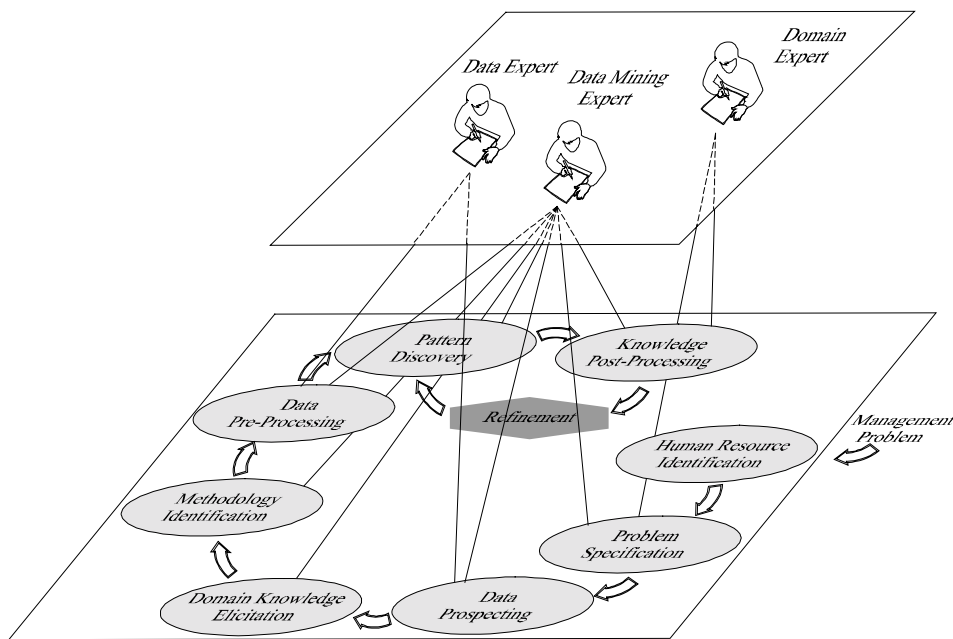 Domain
Expert
Data Expert
Data Mining
Expert
Pattern
Discovery
Knowledge
Post-Processing
Data
Pre-Processing
Refinement
Management
Problem
Human Resource
Identification
Methodology
Identification
Problem
Specification
Domain Knowledge
Elicitation
Data
Prospecting